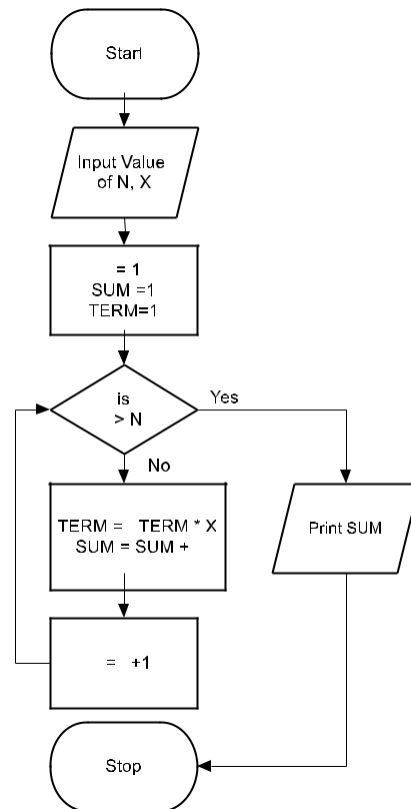 Start
Input Value
of N, X
= 1
SUM =1
TERM=1
is
> N
Yes
No
TERM = TERM * X
SUM = SUM +
= +1
Print SUM
Stop